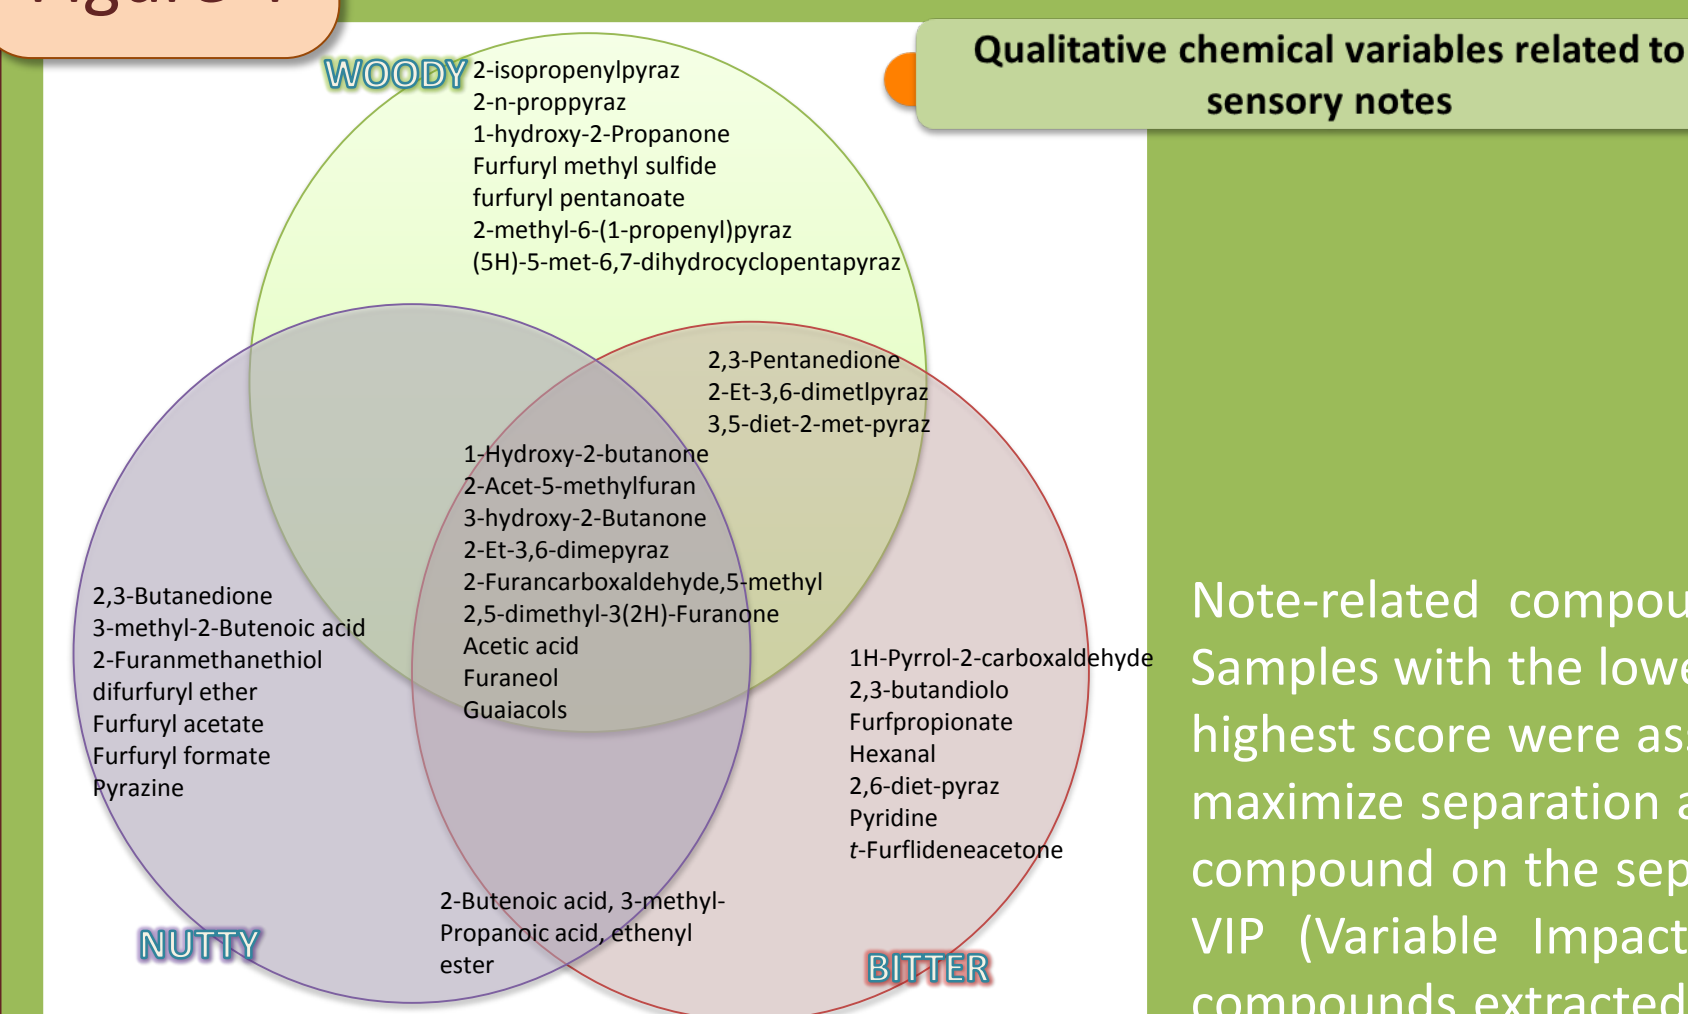 Figure
Qualitative chemical variables related to
sensory notes
WOODY
2-isopropenylpyraz
2-n-proppyraz
1-hydroxy-2-Propanone
Furfuryl methyl sulfide
furfuryl pentanoate
2-methyl-6-(1-propenyl)pyraz
(5H)-5-met-6,7-dihydrocyclopentapyraz
2,3-Pentanedione
2-Et-3,6-dimetlpyraz
3,5-diet-2-met-pyraz
1-Hydroxy-2-butanone
2-Acet-5-methylfuran
3-hydroxy-2-Butanone
2-Et-3,6-dimepyraz
2-Furancarboxaldehyde,5-methyl
2,5-dimethyl-3(2H)-Furanone
Acetic acid
Furaneol
Guaiacols
2,3-Butanedione
3-methyl-2-Butenoic acid
2-Furanmethanethiol
difurfuryl ether
Furfuryl acetate
Furfuryl formate
Pyrazine
1H-Pyrrol-2-carboxaldehyde
2,3-butandiolo
Furfpropionate
Hexanal
2,6-diet-pyraz
Pyridine
t-Furflideneacetone
2-Butenoic acid, 3-methyl-
Propanoic acid, ethenyl
ester
NUTTY
BITTER
Note-related compou
Samples with the lowe
highest score were ass
maximize separation a
compound on the sep
VIP (Variable Impact
compounds extracted